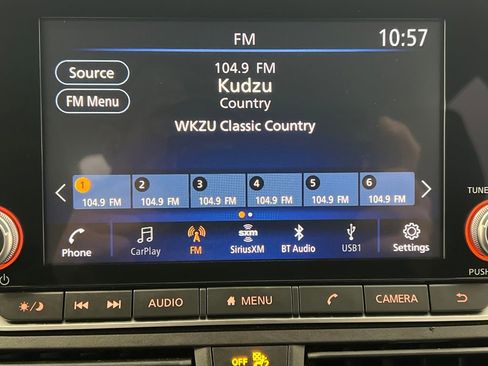 FM
10:57
Source
104.9 FM
Kudzu
FM Menu
Country
WKZU Classic Country
1 2 3 4 5 6
104.9 FM 104.9 FM 104.9 FM 104.9 FM 104.9 FM 104.9 FM
TUNE
Phone CarPlay FM sxm SiriusXM BT Audio USB1 Settings
PUSH
AUDIO MENU CAMERA
OFF